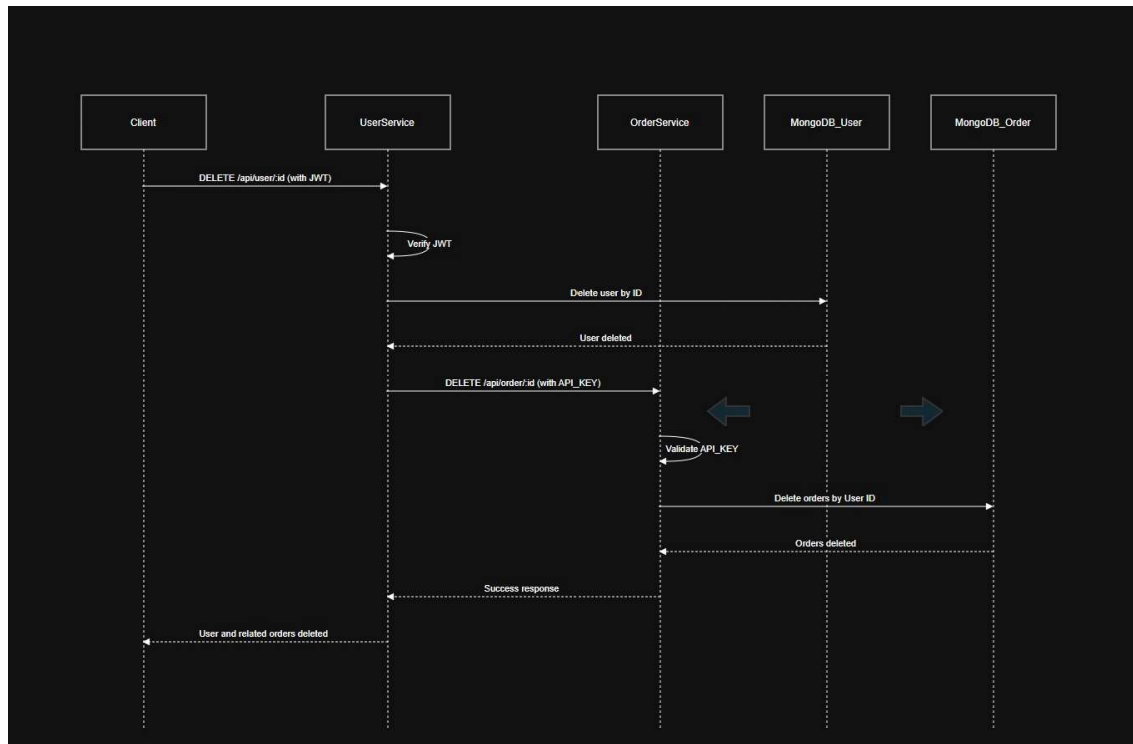 Client
UserService
OrderService
MongoDB_User
MongoDB_Order
DELETE /api/user/:id (with JWT)
Verify JWT
Delete user by ID
User deleted
DELETE /api/order/:id (with API_KEY)
Validate API_KEY
Delete orders by User ID
Orders deleted
Success response
User and related orders deleted